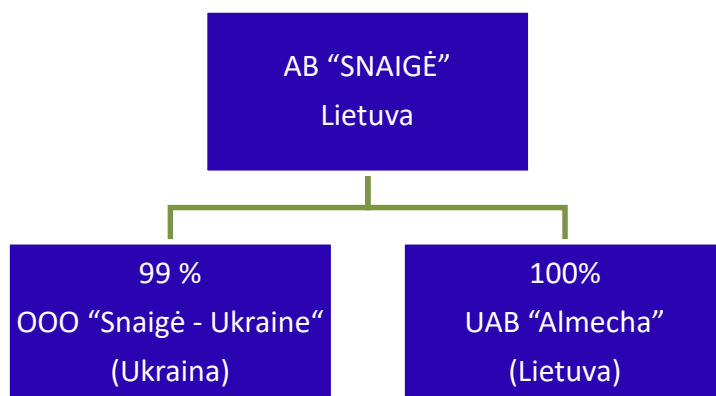 AB “SNAIGĖ”
Lietuva
99 %
OOO “Snaigė - Ukraine“
(Ukraina)
100%
UAB “Almecha”
(Lietuva)